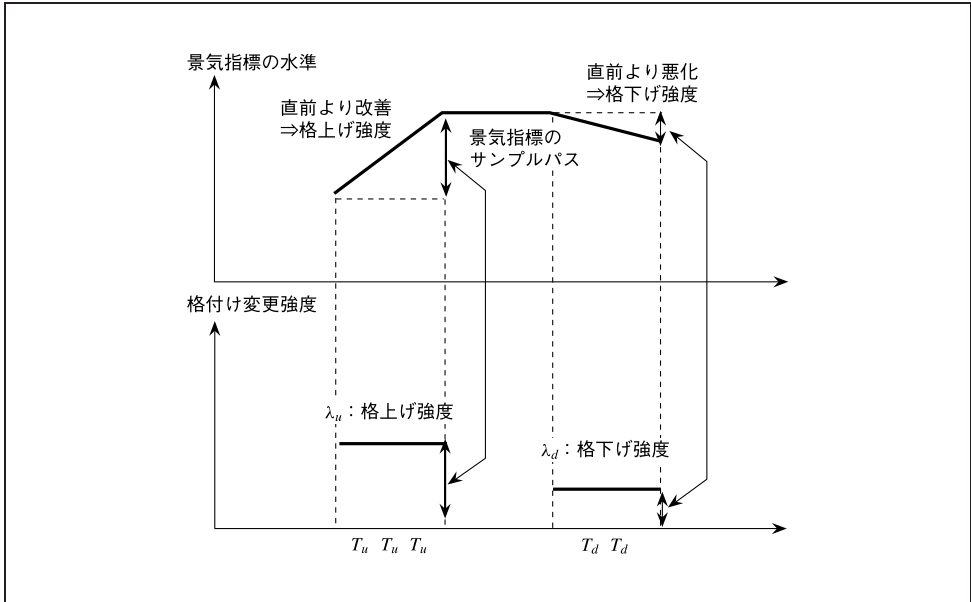 景気指標の水準
直前より改善
⇒格上げ強度
景気指標の
サンプルパス
直前より悪化
⇒格下げ強度
格付け変更強度
λu：格上げ強度
λd：格下げ強度
Tu Tu Tu
Td Td